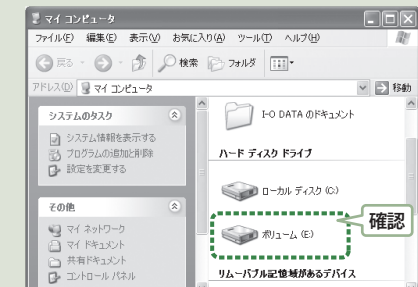 マイ コンピュータ
ファイル(F) 編集(E) 表示(V) お気に入り(A) ツール(T) ヘルプ(H)
戻る 検索 フォルダ
アドレス(D) マイ コンピュータ 移動
システムのタスク
システム情報を表示する
プログラムの追加と削除
設定を変更する
その他
マイ ネットワーク
マイ ドキュメント
共有ドキュメント
コントロール パネル
I-O DATA のドキュメント
ハード ディスク ドライブ
ローカル ディスク (C:)
ボリューム (E:)
確認
リムーバブル記憶域があるデバイス